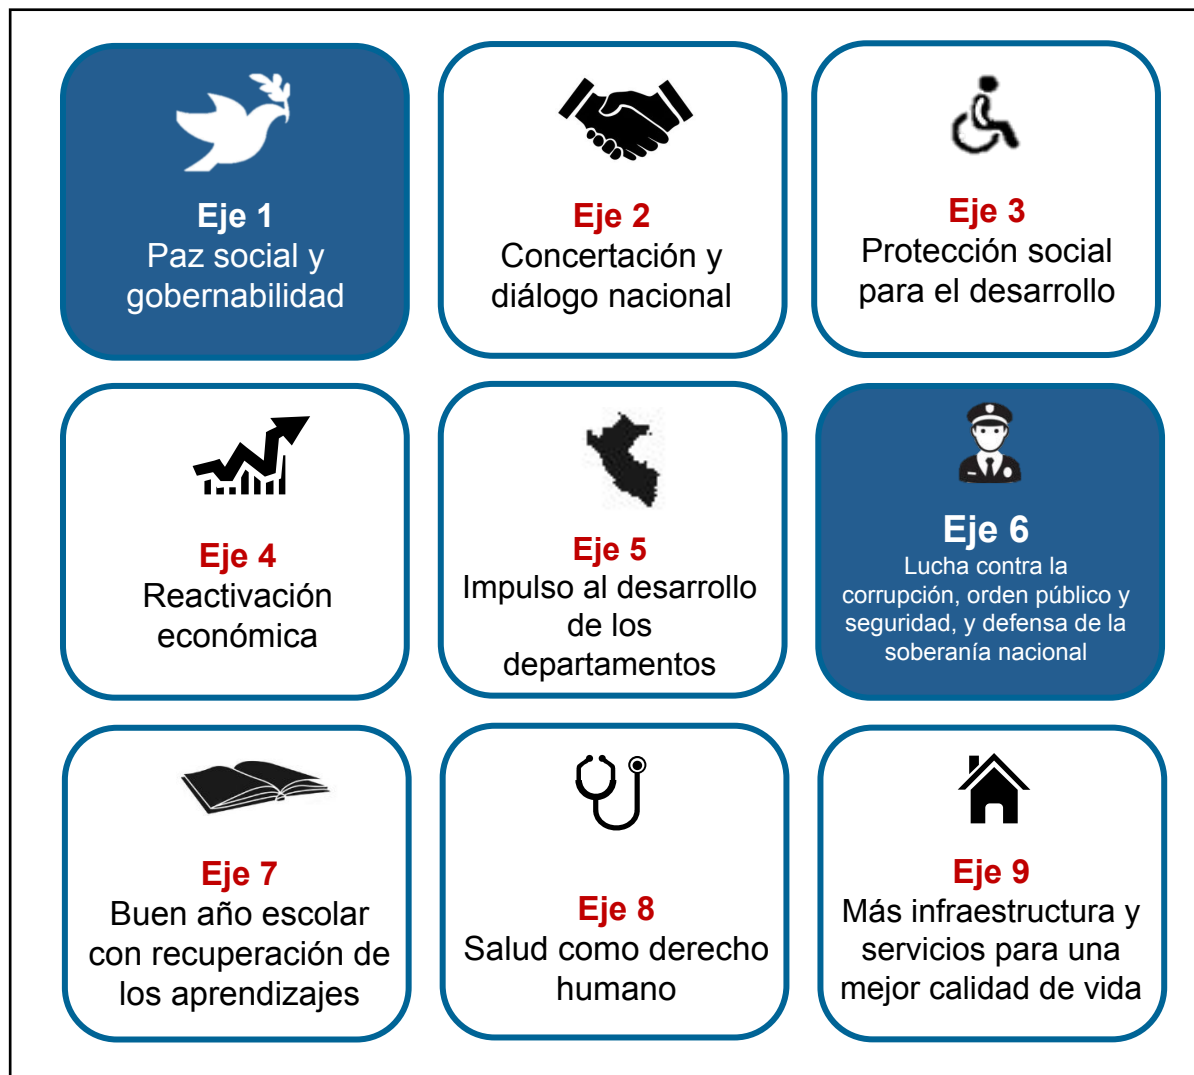 Eje 1
Paz social y
gobernabilidad
Eje 2
Concertación y
diálogo nacional
Eje 3
Protección social
para el desarrollo
Eje 4
Reactivación
económica
Eje 5
Impulso al desarrollo
de los
departamentos
Eje 6
Lucha contra la
corrupción, orden público y
seguridad, y defensa de la
soberanía nacional
Eje 7
Buen año escolar
con recuperación de
los aprendizajes
Eje 8
Salud como derecho
humano
Eje 9
Más infraestructura y
servicios para una
mejor calidad de vida